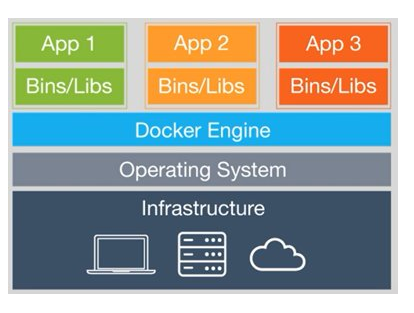 App 1
App 2
App 3
Bins/Libs
Bins/Libs
Bins/Libs
Docker Engine
Operating System
Infrastructure